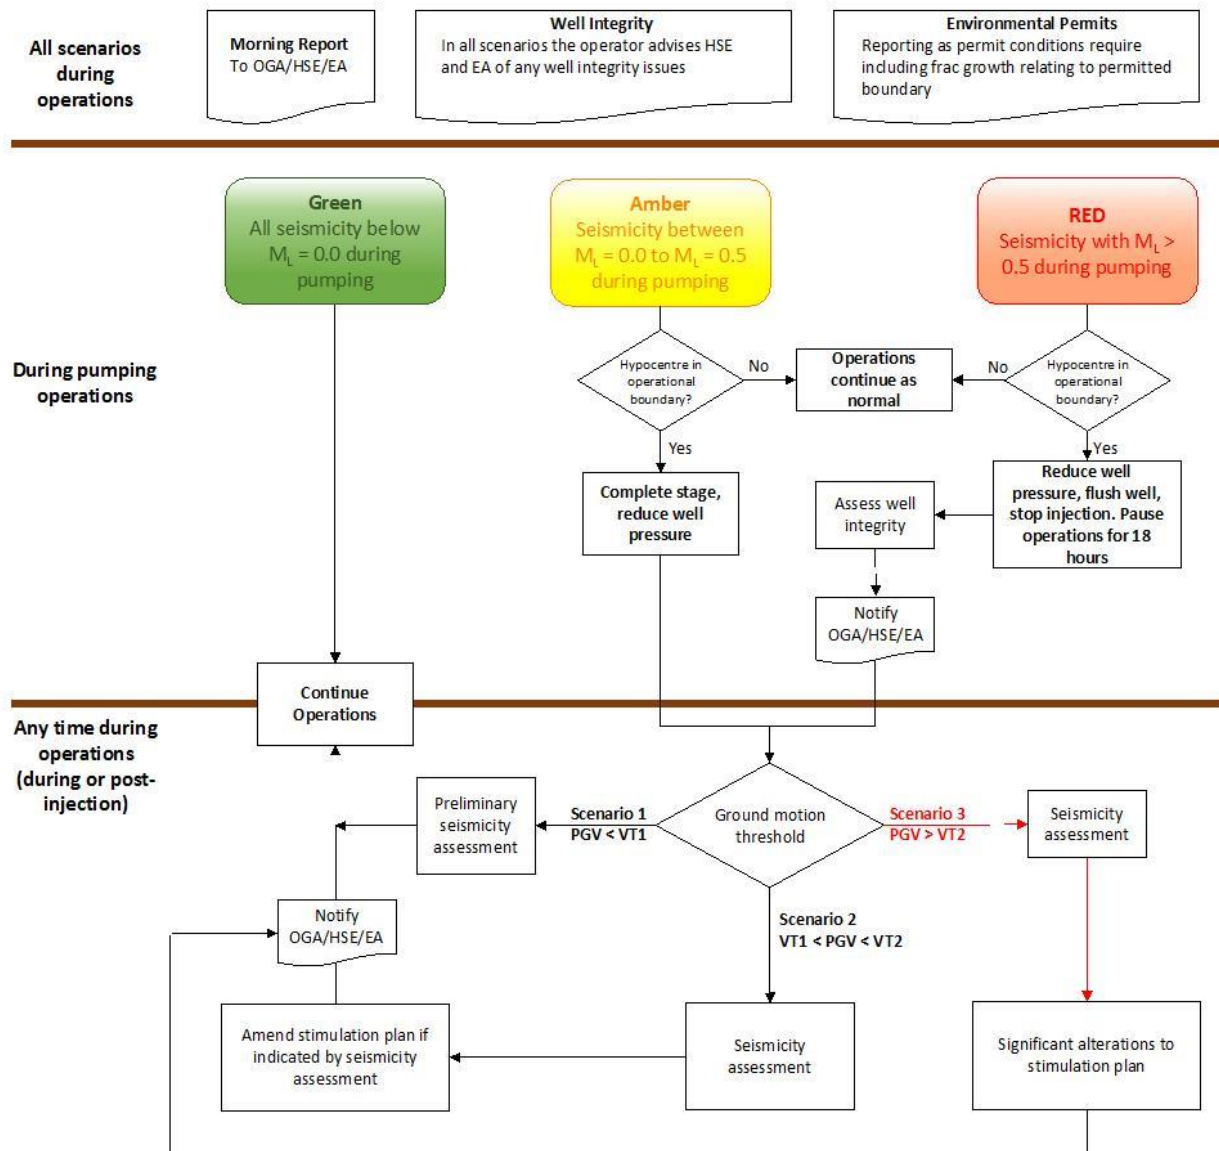 All scenarios
during
operations
Morning Report
To OGA/HSE/EA
Well Integrity
In all scenarios the operator advises HSE
and EA of any well integrity issues
Environmental Permits
Reporting as permit conditions require
including frac growth relating to permitted
boundary
During pumping
operations
Green
All seismicity below
ML = 0.0 during
pumping
Amber
Seismicity between
ML = 0.0 to ML = 0.5
during pumping
RED
Seismicity with ML >
0.5 during pumping
Hypocentre in
operational
boundary?
No
Operations
continue as
normal
No
Hypocentre in
operational
boundary?
Yes
Yes
Complete stage,
reduce well
pressure
Assess well
integrity
Reduce well
pressure, flush well,
stop injection. Pause
operations for 18
hours
Notify
OGA/HSE/EA
Continue
Operations
Any time during
operations
(during or post-
injection)
Preliminary
seismicity
assessment
Scenario 1
PGV < VT1
Ground motion
threshold
Scenario 3
PGV > VT2
Seismicity
assessment
Notify
OGA/HSE/EA
Scenario 2
VT1 < PGV < VT2
Amend stimulation plan if
indicated by seismicity
assessment
Seismicity
assessment
Significant alterations to
stimulation plan